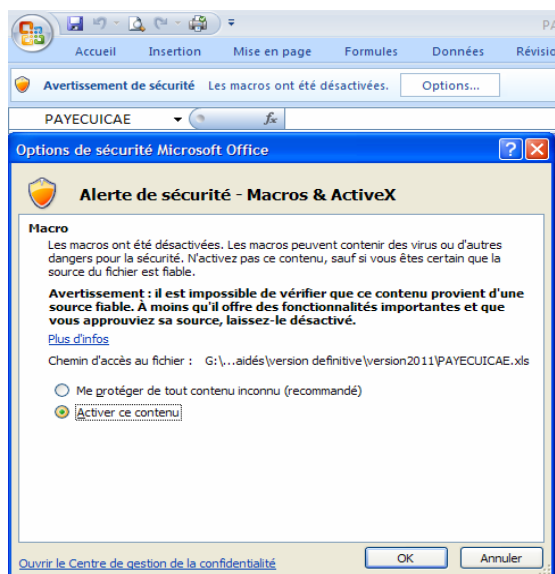 PA
Accueil Insertion Mise en page Formules Données Révisio
Avertissement de sécurité Les macros ont été désactivées. Options...
PAYECUICAE fx
Options de sécurité Microsoft Office
Alerte de sécurité - Macros & ActiveX
Macro
Les macros ont été désactivées. Les macros peuvent contenir des virus ou d'autres
dangers pour la sécurité. N'activez pas ce contenu, sauf si vous êtes certain que la
source du fichier est fiable.
Avertissement : il est impossible de vérifier que ce contenu provient d'une
source fiable. À moins qu'il offre des fonctionnalités importantes et que
vous approuviez sa source, laissez-le désactivé.
Plus d'infos
Chemin d'accès au fichier : G:\...aidés\version definitive\version2011\PAYECUICAE.xls
Me protéger de tout contenu inconnu (recommandé)
Activer ce contenu
Ouvrir le Centre de gestion de la confidentialité OK Annuler